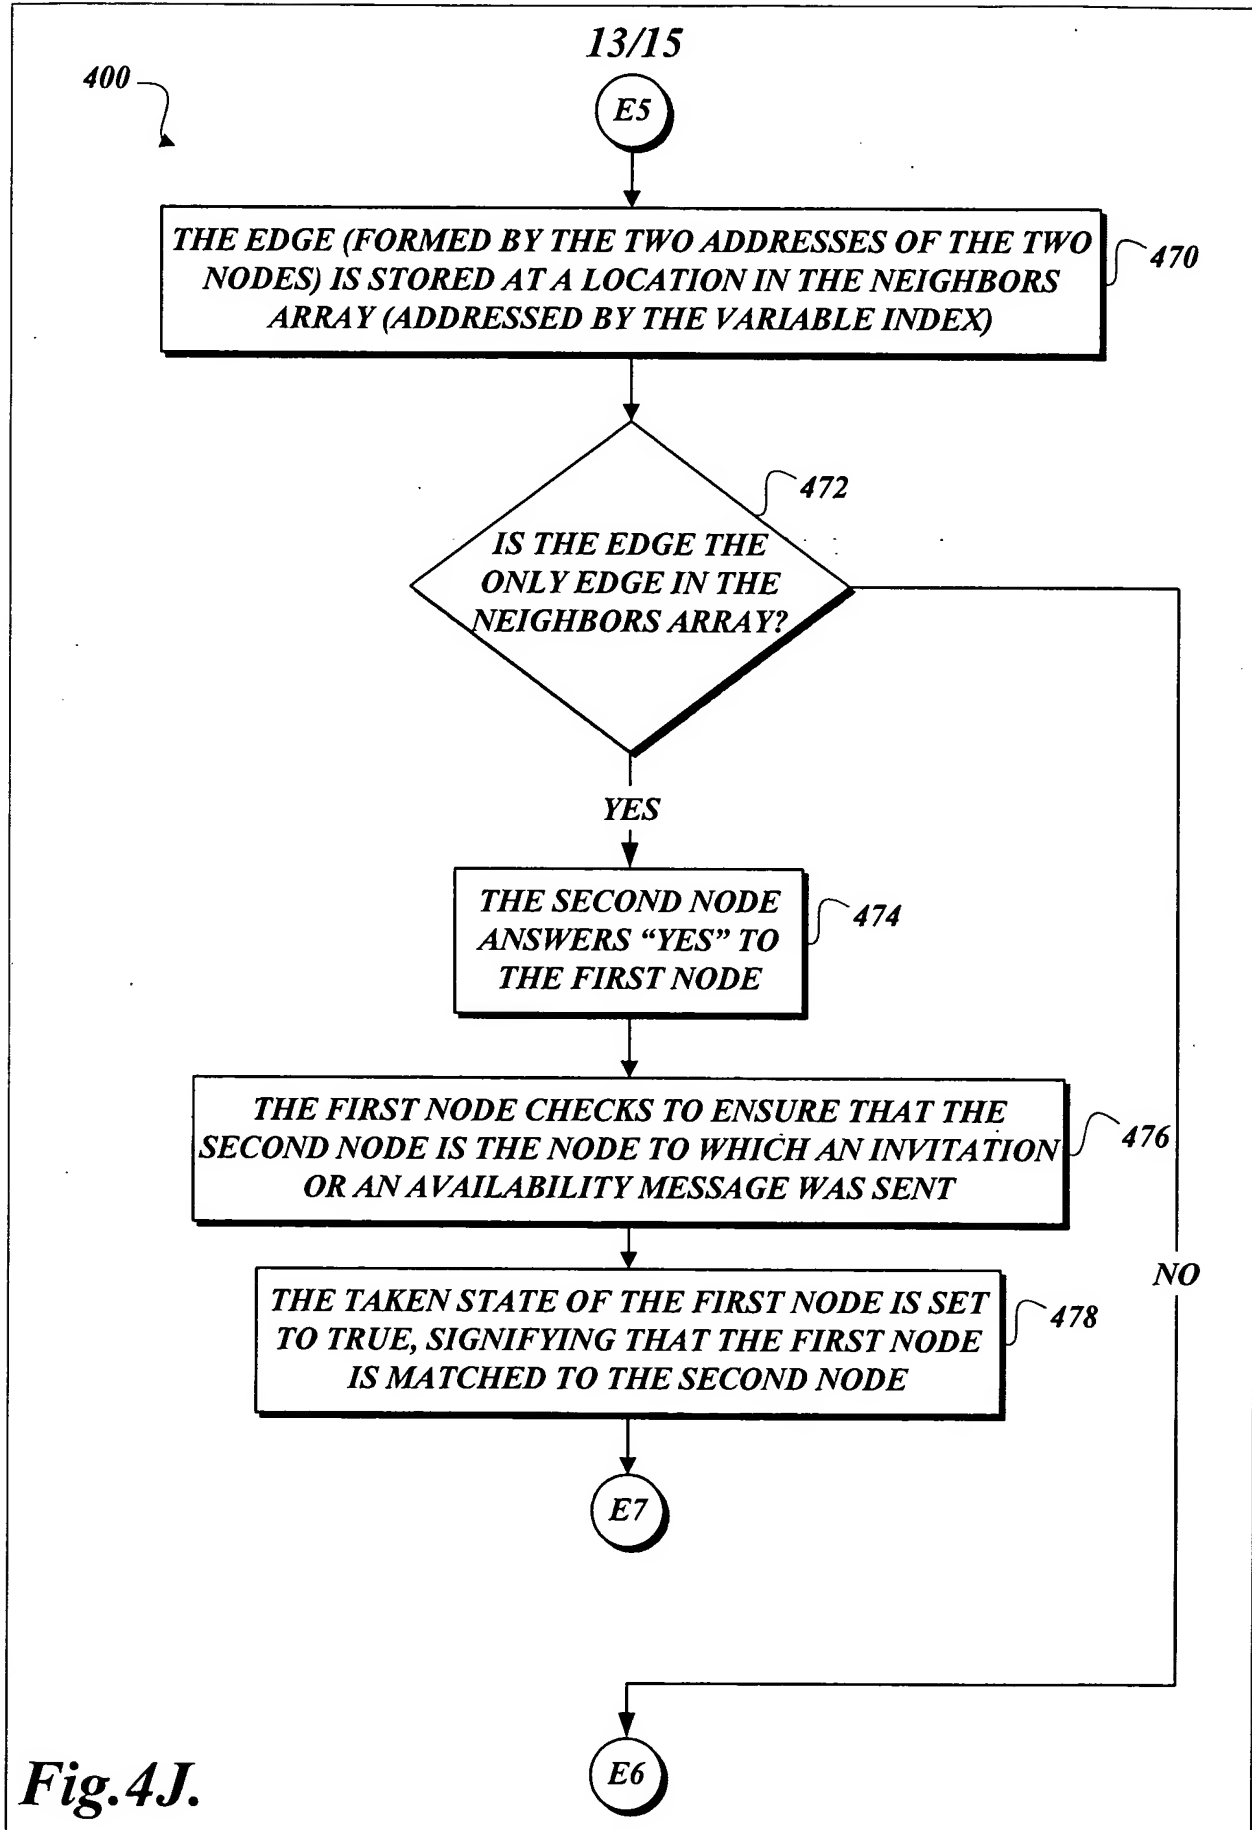 13/15
400
E5
THE EDGE (FORMED BY THE TWO ADDRESSES OF THE TWO
NODES) IS STORED AT A LOCATION IN THE NEIGHBORS
ARRAY (ADDRESSED BY THE VARIABLE INDEX)
470
472
IS THE EDGE THE
ONLY EDGE IN THE
NEIGHBORS ARRAY?
YES
THE SECOND NODE
ANSWERS “YES” TO
THE FIRST NODE
474
THE FIRST NODE CHECKS TO ENSURE THAT THE
SECOND NODE IS THE NODE TO WHICH AN INVITATION
OR AN AVAILABILITY MESSAGE WAS SENT
476
NO
THE TAKEN STATE OF THE FIRST NODE IS SET
TO TRUE, SIGNIFYING THAT THE FIRST NODE
IS MATCHED TO THE SECOND NODE
478
E7
E6
Fig.4J.